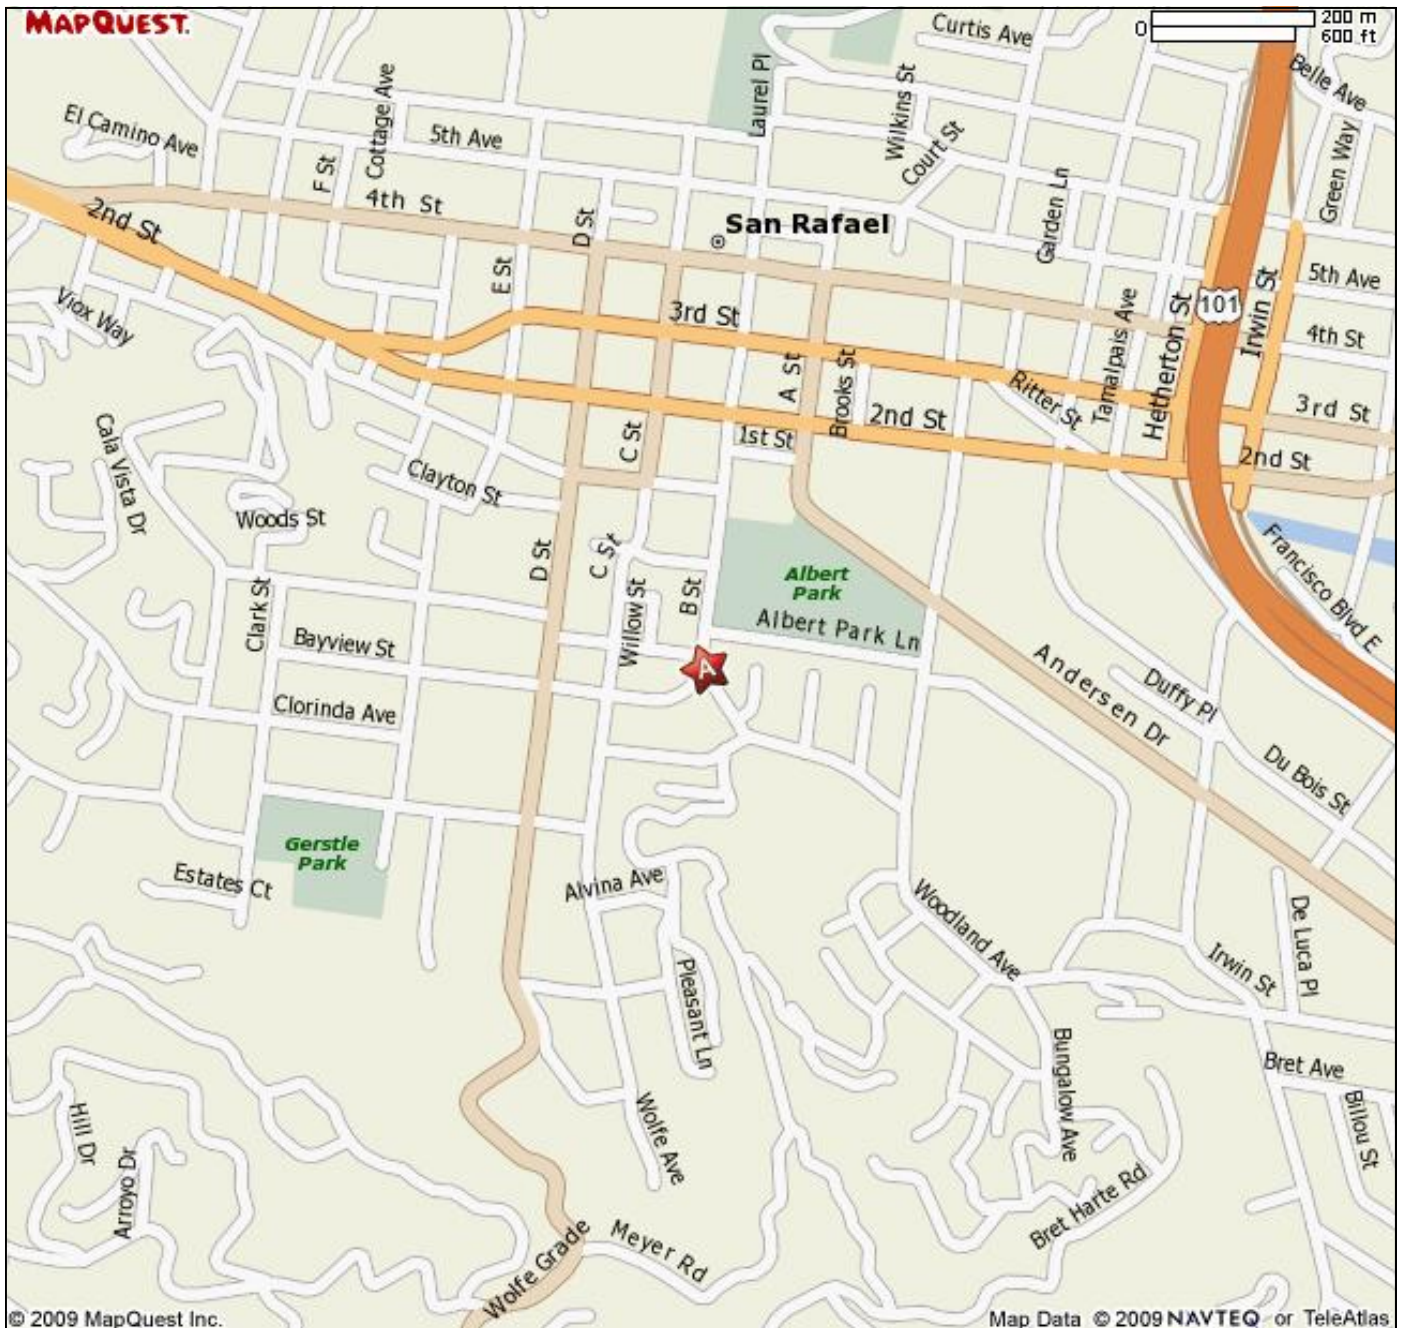 MAPQUEST.
0
200 m
600 ft
Curtis Ave
Belle Ave
Laurel Pl
Wilkins St
Cottage Ave
El Camino Ave
5th Ave
Court St
Green Way
F St
4th St
Garden Ln
2nd St
D St
San Rafael
E St
5th Ave
Viox Way
3rd St
101
Irwin St
4th St
Tamalpais Ave
Hetherton St
A St
Brooks St
Ritter St
3rd St
2nd St
C St
1st St
2nd St
Cala Vista Dr
Clayton St
Woods St
Francisco Blvd E
D St
C St
Albert
Park
Clark St
Willow St
B St
Albert Park Ln
Bayview St
A
Andersen Dr
Duffy Pl
Clorinda Ave
Du Bois St
Gerstle
Park
Estates Ct
Alvina Ave
Woodland Ave
De Luca Pl
Irwin St
Pleasant Ln
Bungalow Ave
Bret Ave
Billou St
Hill Dr
Wolfe Ave
Arroyo Dr
Bret Harte Rd
Meyer Rd
Wolfe Grade
© 2009 MapQuest Inc.
Map Data © 2009 NAVTEQ or TeleAtlas